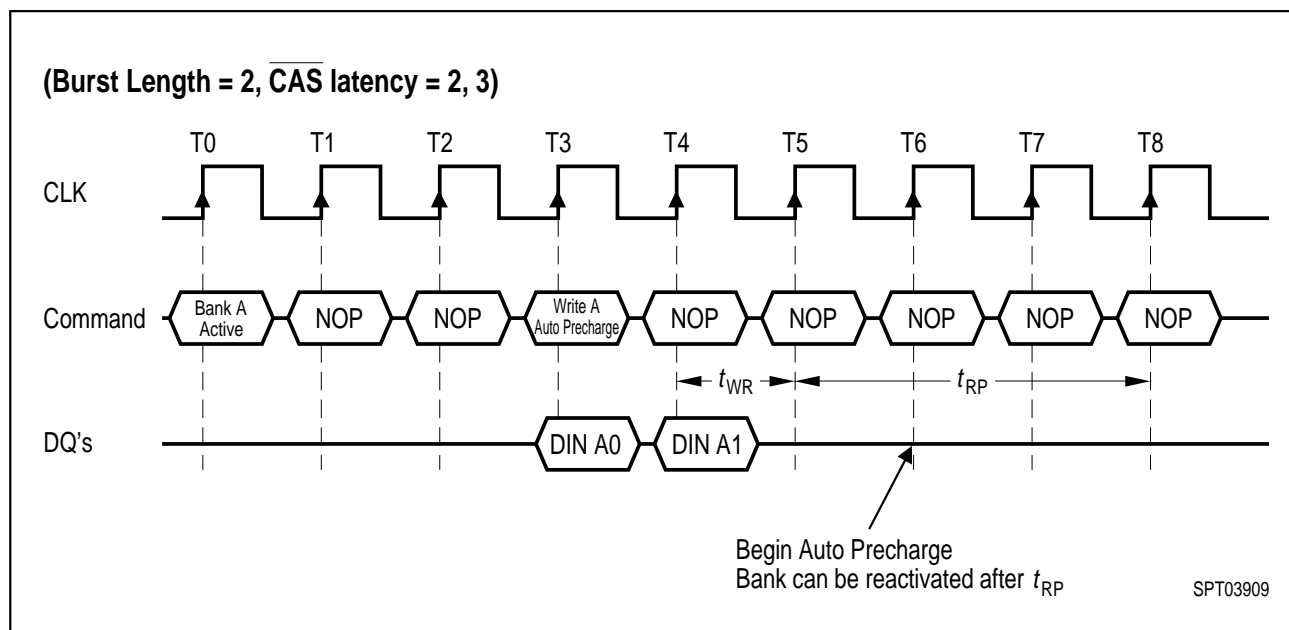 (Burst Length = 2, CAS latency = 2, 3)
T0 T1 T2 T3 T4 T5 T6 T7 T8
CLK
Command
Bank A
Active
NOP
NOP
Write A
Auto Precharge
NOP
NOP
NOP
NOP
NOP
tWR
tRP
DQ's
DIN A0
DIN A1
Begin Auto Precharge
Bank can be reactivated after tRP
SPT03909